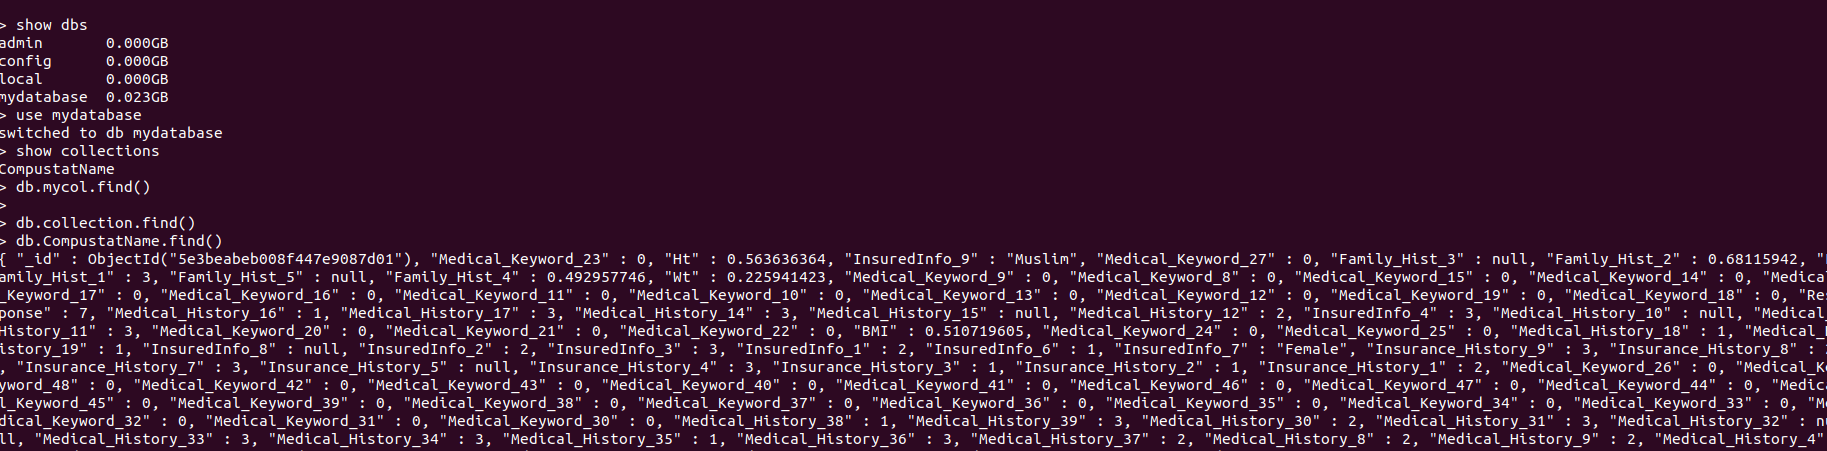 > show dbs
admin 0.000GB
config 0.000GB
local 0.000GB
mydatabase 0.023GB
> use mydatabase
switched to db mydatabase
> show collections
CompustatName
> db.mycol.find()
>
> db.collection.find()
> db.CompustatName.find()
{ "_id" : ObjectId("5e3beabeb008f447e9087d01"), "Medical_Keyword_23" : 0, "Ht" : 0.563636364, "InsuredInfo_9" : "Muslim", "Medical_Keyword_27" : 0, "Family_Hist_3" : null, "Family_Hist_2" : 0.68115942, "
amily_Hist_1" : 3, "Family_Hist_5" : null, "Family_Hist_4" : 0.492957746, "Wt" : 0.225941423, "Medical_Keyword_9" : 0, "Medical_Keyword_8" : 0, "Medical_Keyword_15" : 0, "Medical_Keyword_14" : 0, "Medical
_Keyword_17" : 0, "Medical_Keyword_16" : 0, "Medical_Keyword_11" : 0, "Medical_Keyword_10" : 0, "Medical_Keyword_13" : 0, "Medical_Keyword_12" : 0, "Medical_Keyword_19" : 0, "Medical_Keyword_18" : 0, "Res
ponse" : 7, "Medical_History_16" : 1, "Medical_History_17" : 3, "Medical_History_14" : 3, "Medical_History_15" : null, "Medical_History_12" : 2, "InsuredInfo_4" : 3, "Medical_History_10" : null, "Medical_
History_11" : 3, "Medical_Keyword_20" : 0, "Medical_Keyword_21" : 0, "Medical_Keyword_22" : 0, "BMI" : 0.510719605, "Medical_Keyword_24" : 0, "Medical_Keyword_25" : 0, "Medical_History_18" : 1, "Medical_H
istory_19" : 1, "InsuredInfo_8" : null, "InsuredInfo_2" : 2, "InsuredInfo_3" : 3, "InsuredInfo_1" : 2, "InsuredInfo_6" : 1, "InsuredInfo_7" : "Female", "Insurance_History_9" : 3, "Insurance_History_8" :
, "Insurance_History_7" : 3, "Insurance_History_5" : null, "Insurance_History_4" : 3, "Insurance_History_3" : 1, "Insurance_History_2" : 1, "Insurance_History_1" : 2, "Medical_Keyword_26" : 0, "Medical_Ke
yword_48" : 0, "Medical_Keyword_42" : 0, "Medical_Keyword_43" : 0, "Medical_Keyword_40" : 0, "Medical_Keyword_41" : 0, "Medical_Keyword_46" : 0, "Medical_Keyword_47" : 0, "Medical_Keyword_44" : 0, "Medica
l_Keyword_45" : 0, "Medical_Keyword_39" : 0, "Medical_Keyword_38" : 0, "Medical_Keyword_37" : 0, "Medical_Keyword_36" : 0, "Medical_Keyword_35" : 0, "Medical_Keyword_34" : 0, "Medical_Keyword_33" : 0, "Me
dical_Keyword_32" : 0, "Medical_Keyword_31" : 0, "Medical_Keyword_30" : 0, "Medical_History_38" : 1, "Medical_History_39" : 3, "Medical_History_30" : 2, "Medical_History_31" : 3, "Medical_History_32" : nu
ll, "Medical_History_33" : 3, "Medical_History_34" : 3, "Medical_History_35" : 1, "Medical_History_36" : 3, "Medical_History_37" : 2, "Medical_History_8" : 2, "Medical_History_9" : 2, "Medical_History_4"